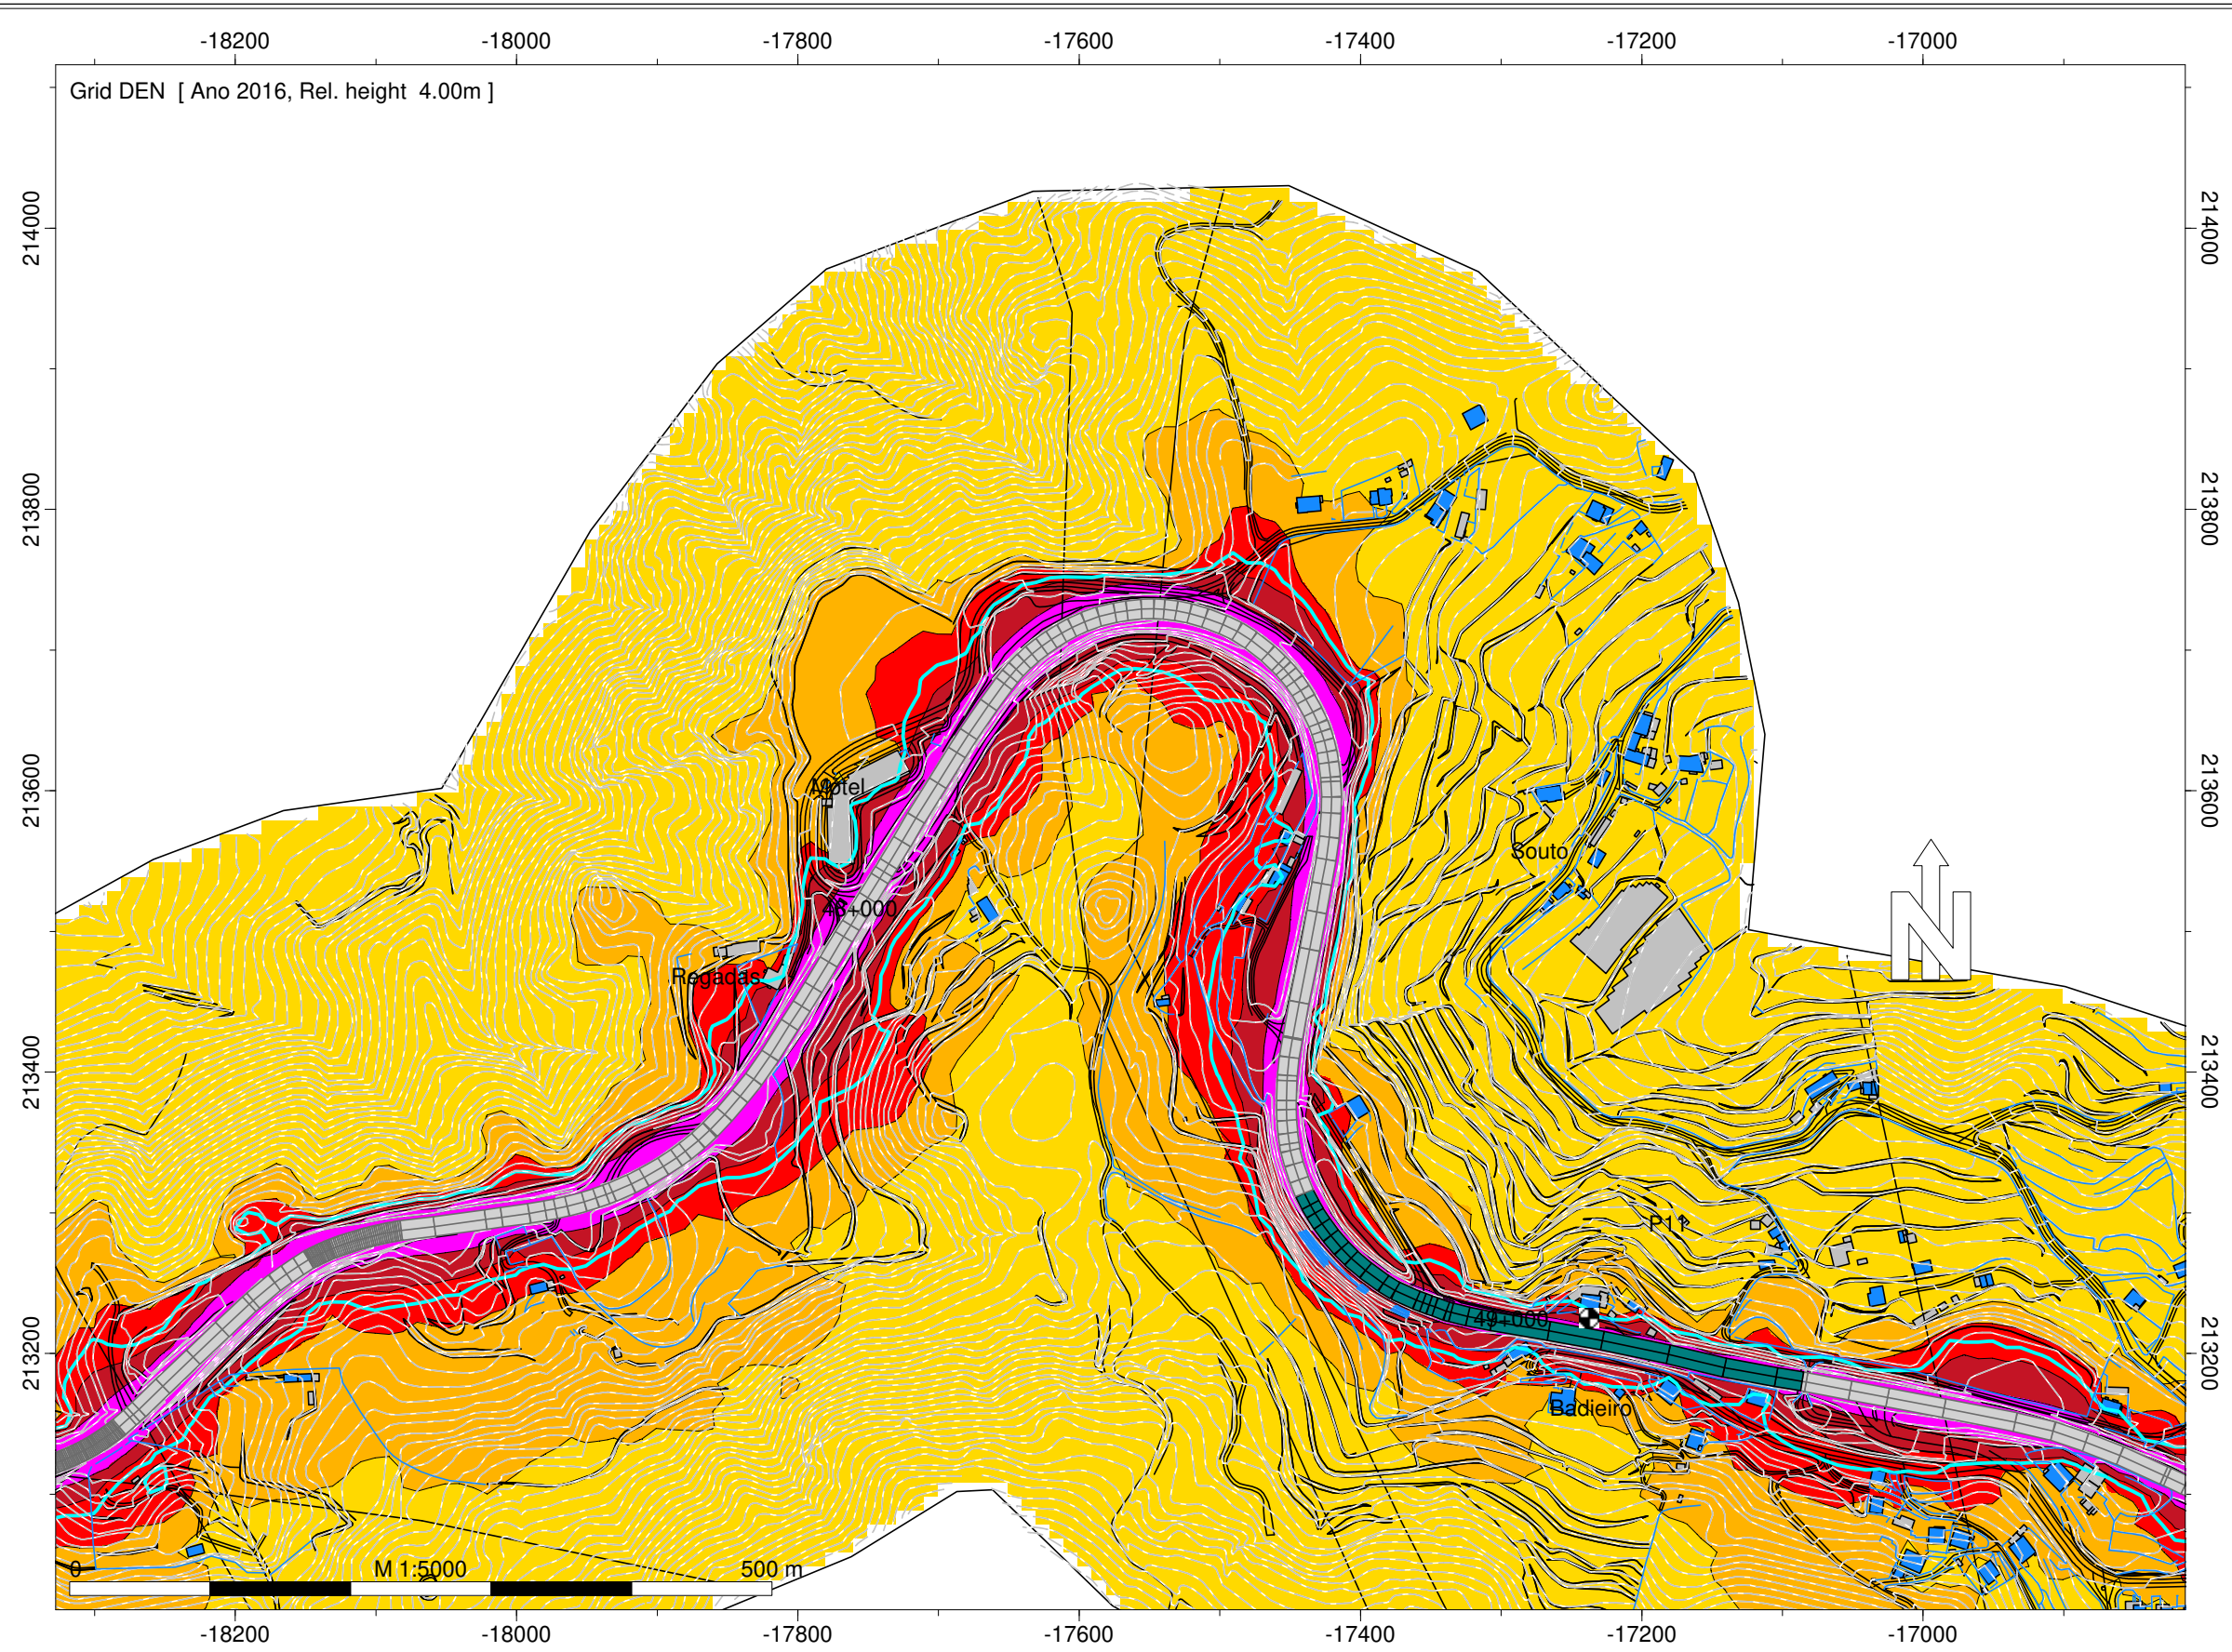 -18200 -18000 -17800 -17600 -17400 -17200 -17000
Grid DEN [ Ano 2016, Rel. height 4.00m ]
214000 214000
213800 213800
213600 213600
Motel
Souto
48+000
N
Regadas
213400 213400
P11
49+000
213200 213200
Badieiro
0 M 1:5000 500 m
-18200 -18000 -17800 -17600 -17400 -17200 -17000